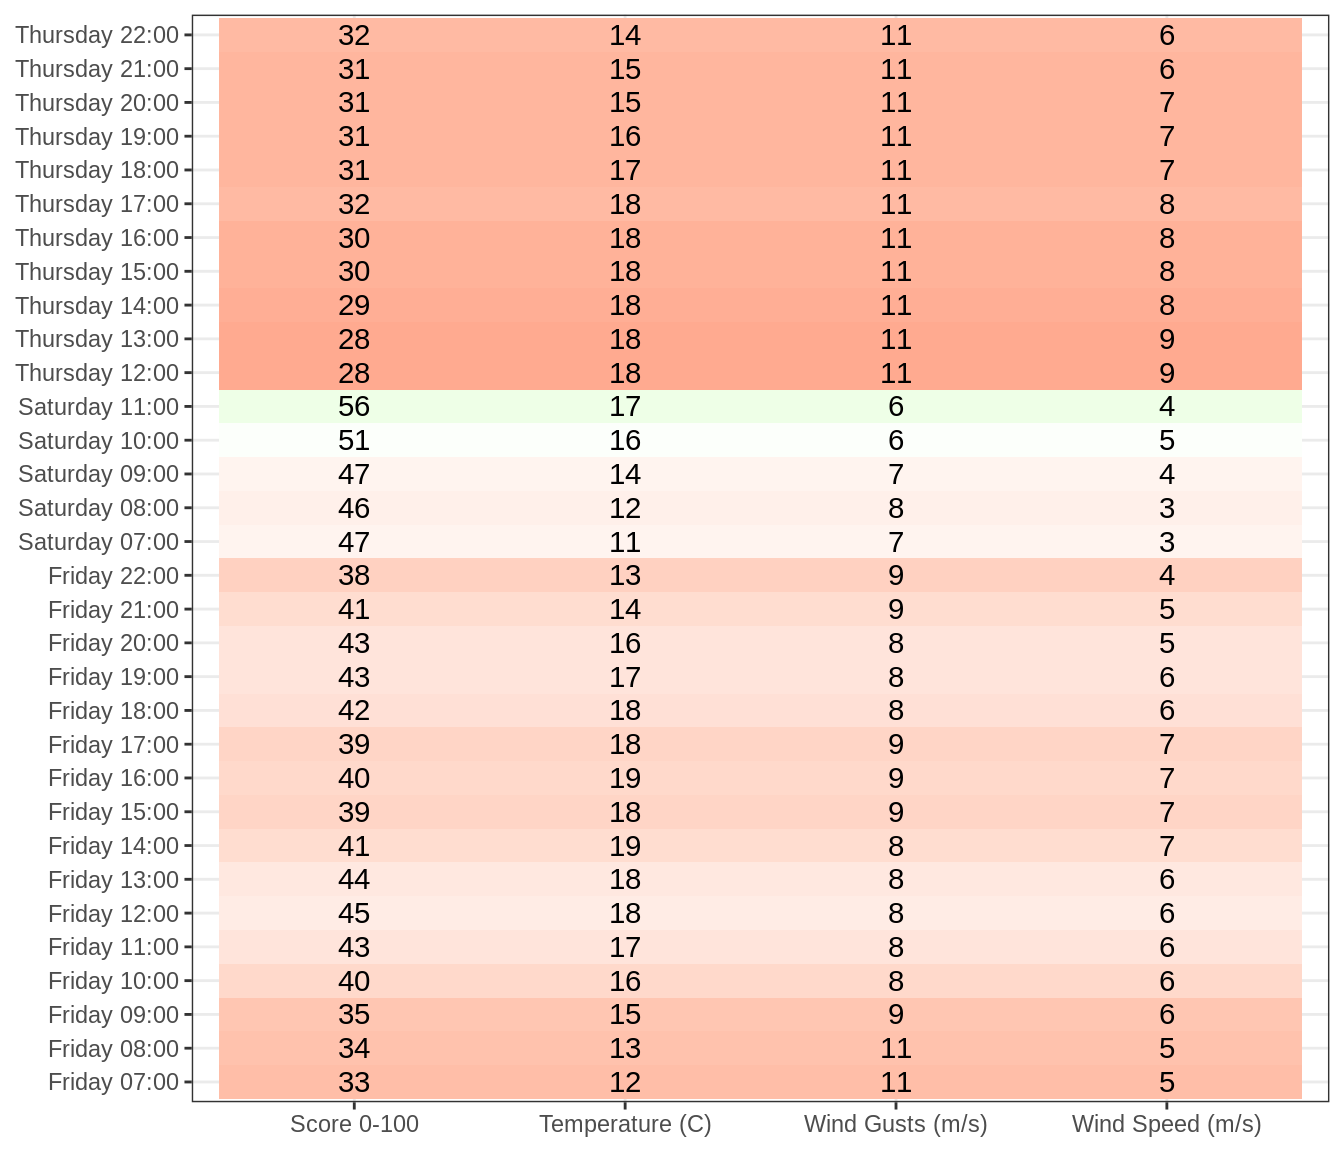 Thursday 22:00 32 14 11 6
Thursday 21:00 31 15 11 6
Thursday 20:00 31 15 11 7
Thursday 19:00 31 16 11 7
Thursday 18:00 31 17 11 7
Thursday 17:00 32 18 11 8
Thursday 16:00 30 18 11 8
Thursday 15:00 30 18 11 8
Thursday 14:00 29 18 11 8
Thursday 13:00 28 18 11 9
Thursday 12:00 28 18 11 9
Saturday 11:00 56 17 6 4
Saturday 10:00 51 16 6 5
Saturday 09:00 47 14 7 4
Saturday 08:00 46 12 8 3
Saturday 07:00 47 11 7 3
Friday 22:00 38 13 9 4
Friday 21:00 41 14 9 5
Friday 20:00 43 16 8 5
Friday 19:00 43 17 8 6
Friday 18:00 42 18 8 6
Friday 17:00 39 18 9 7
Friday 16:00 40 19 9 7
Friday 15:00 39 18 9 7
Friday 14:00 41 19 8 7
Friday 13:00 44 18 8 6
Friday 12:00 45 18 8 6
Friday 11:00 43 17 8 6
Friday 10:00 40 16 8 6
Friday 09:00 35 15 9 6
Friday 08:00 34 13 11 5
Friday 07:00 33 12 11 5
Score 0-100 Temperature (C) Wind Gusts (m/s) Wind Speed (m/s)